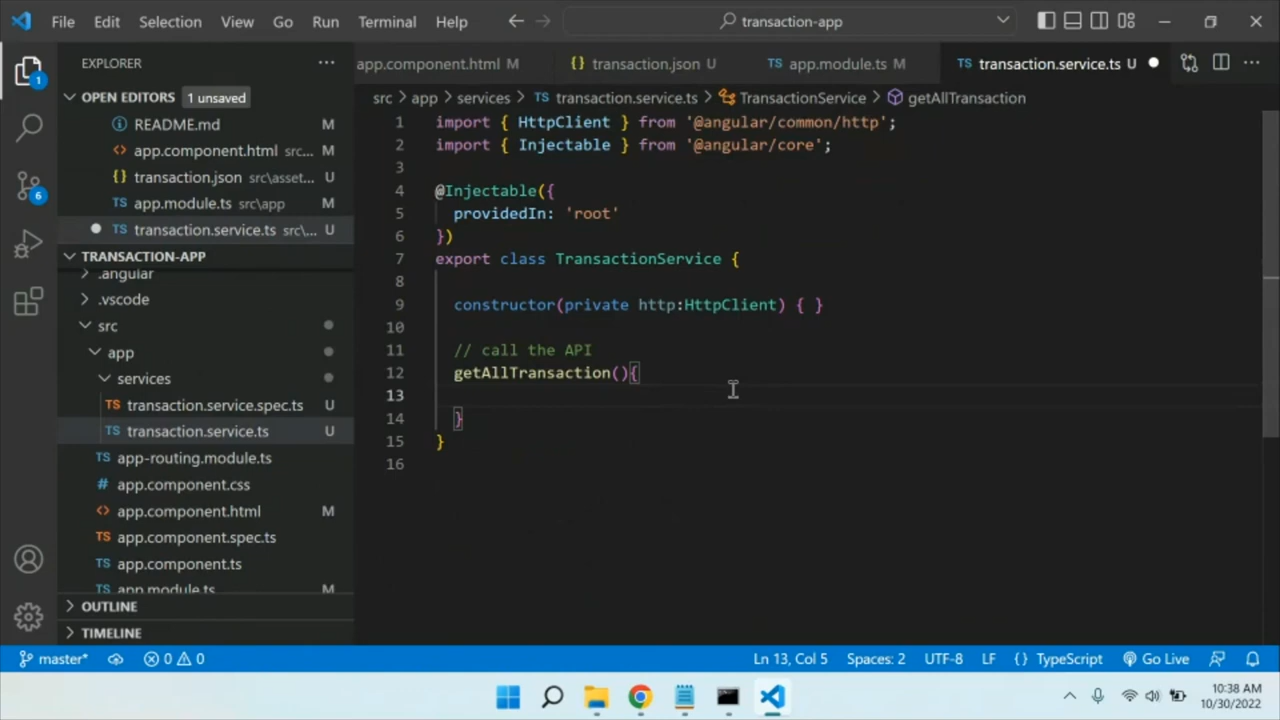 File Edit Selection View Go Run Terminal Help
transaction-app
EXPLORER
OPEN EDITORS 1 unsaved
README.md M
app.component.html src... M
transaction.json src\asset... U
app.module.ts src\app M
transaction.service.ts src\... U
TRANSACTION-APP
.angular
.vscode
src
app
services
transaction.service.spec.ts U
transaction.service.ts U
app-routing.module.ts
app.component.css
app.component.html M
app.component.spec.ts
app.component.ts
app.module.ts M
OUTLINE
TIMELINE
app.component.html M
transaction.json U
app.module.ts M
transaction.service.ts U
src > app > services > transaction.service.ts > TransactionService > getAllTransaction
1 import { HttpClient } from '@angular/common/http';
2 import { Injectable } from '@angular/core';
3
4 @Injectable({
5 providedIn: 'root'
6 })
7 export class TransactionService {
8
9 constructor(private http:HttpClient) { }
10
11 // call the API
12 getAllTransaction(){
13
14 }
15 }
16
master* 0 0 Ln 13, Col 5 Spaces: 2 UTF-8 LF {} TypeScript Go Live
10:38 AM
10/30/2022